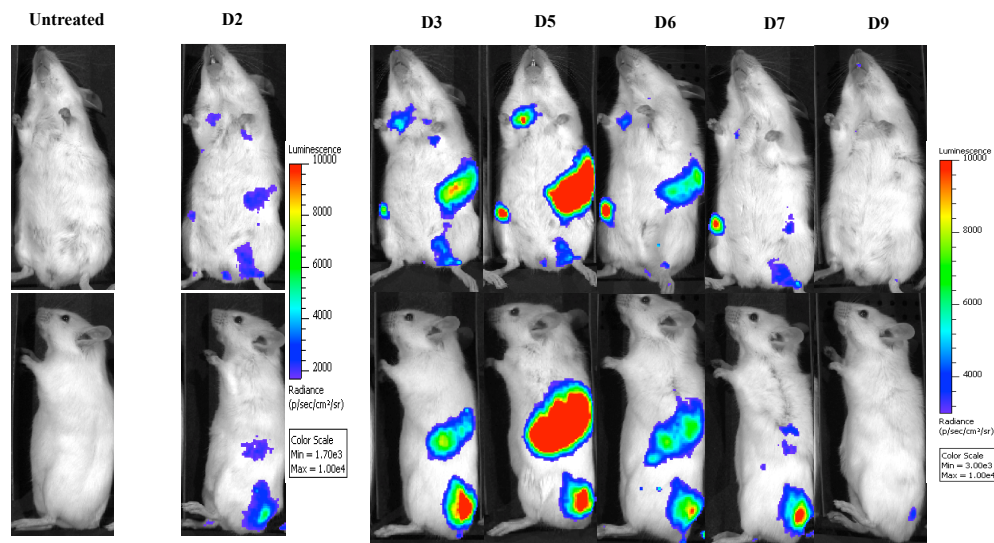 Untreated
D2
D3
D5
D6
D7
D9
Luminescence
10000
8000
6000
4000
2000
Radiance
(p/sec/cm²/sr)
Color Scale
Min = 1.70e3
Max = 1.00e4
Luminescence
10000
8000
6000
4000
Radiance
(p/sec/cm²/sr)
Color Scale
Min = 3.00e3
Max = 1.00e4